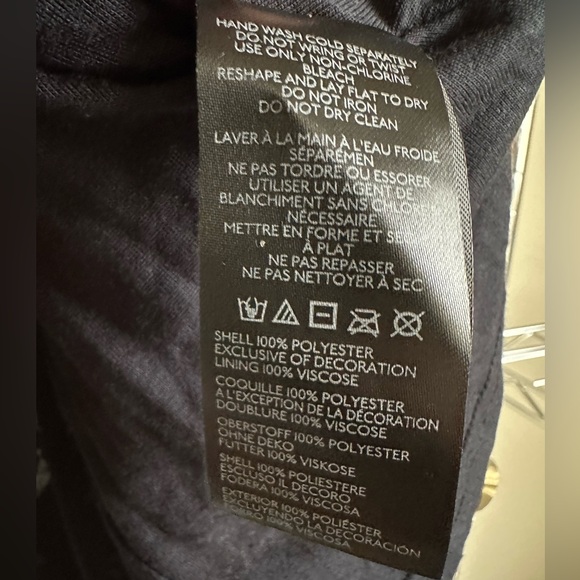 HAND WASH COLD SEPARATELY
DO NOT WRING OR TWIST
USE ONLY NON-CHLORINE
BLEACH
RESHAPE AND LAY FLAT TO DRY
DO NOT IRON
DO NOT DRY CLEAN
LAVER À LA MAIN À L'EAU FROIDE
SÉPARÉMEN
NE PAS TORDRE OU ESSORER
UTILISER UN AGENT DE
BLANCHIMENT SANS CHLORE
NÉCESSAIRE
METTRE EN FORME ET
À PLAT
NE PAS REPASSER
NE PAS NETTOYER À SEC
SHELL 100% POLYESTER
EXCLUSIVE OF DECORATION
LINING 100% VISCOSE
COQUILLE 100% POLYESTER
A L'EXCEPTION DE LA DÉCORATION
DOUBLURE 100% VISCOSE
OBERSTOFF 100% POLYESTER
OHNE DEKO
FUTTER 100% VISKOSE
SHELL 100% POLIESTERE
ESCLUSO IL DECORO
FODERA 100% VISCOSA
EXTERIOR 100% POLIÉSTER
EXCLUYENDO LA DECORACIÓN
100% VISCOSA